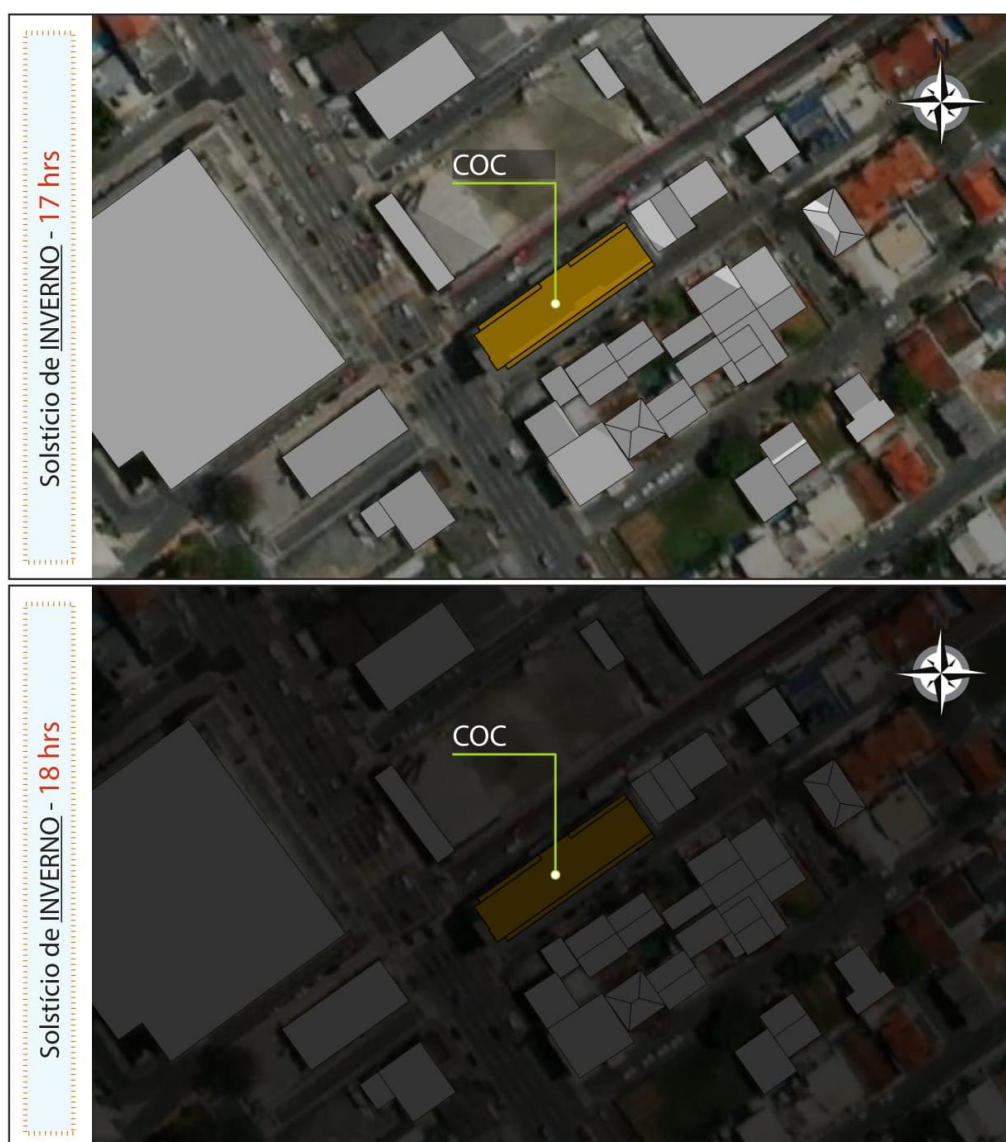 Solstício de INVERNO - 17 hrs
COC
N
Solstício de INVERNO - 18 hrs
COC
N